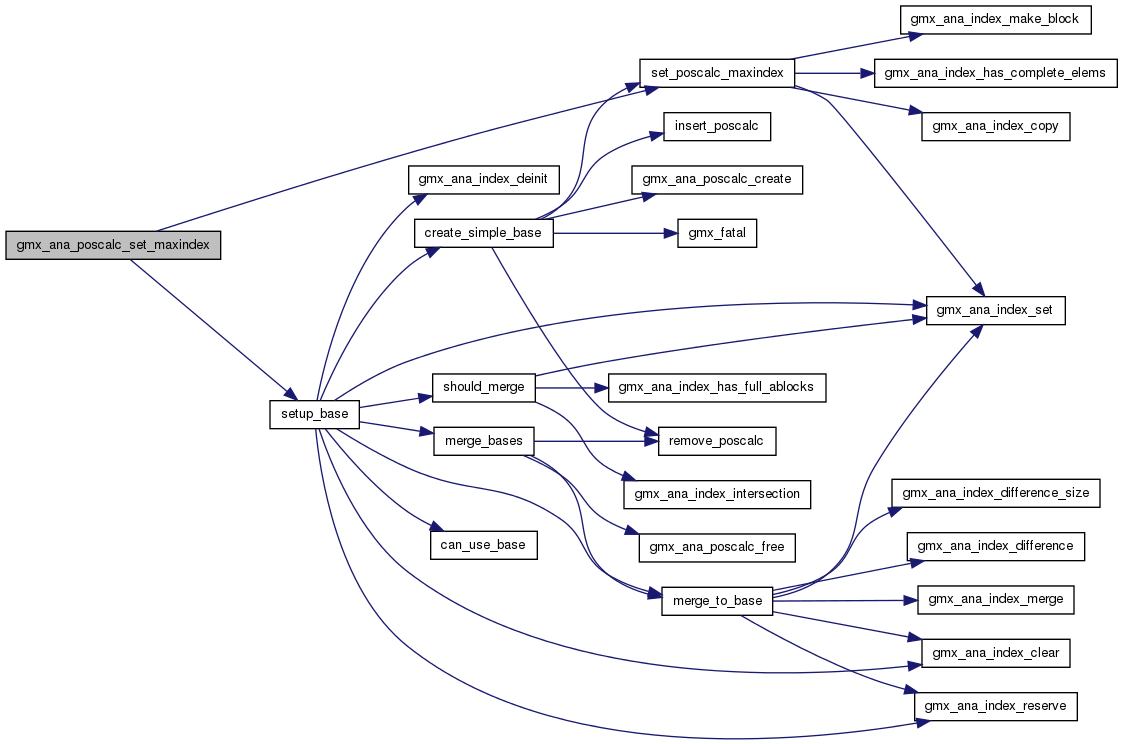 gmx_ana_index_make_block
set_poscalc_maxindex
gmx_ana_index_has_complete_elems
insert_poscalc
gmx_ana_index_copy
gmx_ana_index_deinit
gmx_ana_poscalc_create
create_simple_base
gmx_fatal
gmx_ana_poscalc_set_maxindex
gmx_ana_index_set
should_merge
gmx_ana_index_has_full_ablocks
setup_base
merge_bases
remove_poscalc
gmx_ana_index_intersection
gmx_ana_index_difference_size
can_use_base
gmx_ana_poscalc_free
gmx_ana_index_difference
merge_to_base
gmx_ana_index_merge
gmx_ana_index_clear
gmx_ana_index_reserve